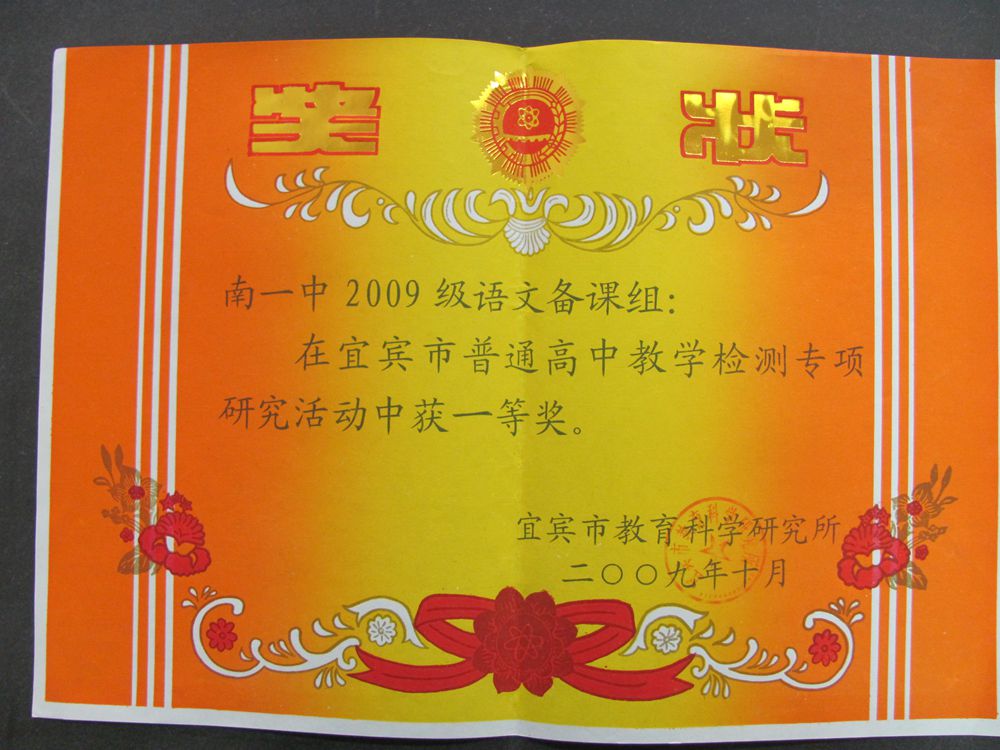 奖状
南一中 2009 级语文备课组：
在宜宾市普通高中教学检测专项
研究活动中获一等奖。
宜宾市教育科学研究所
二〇〇九年十月